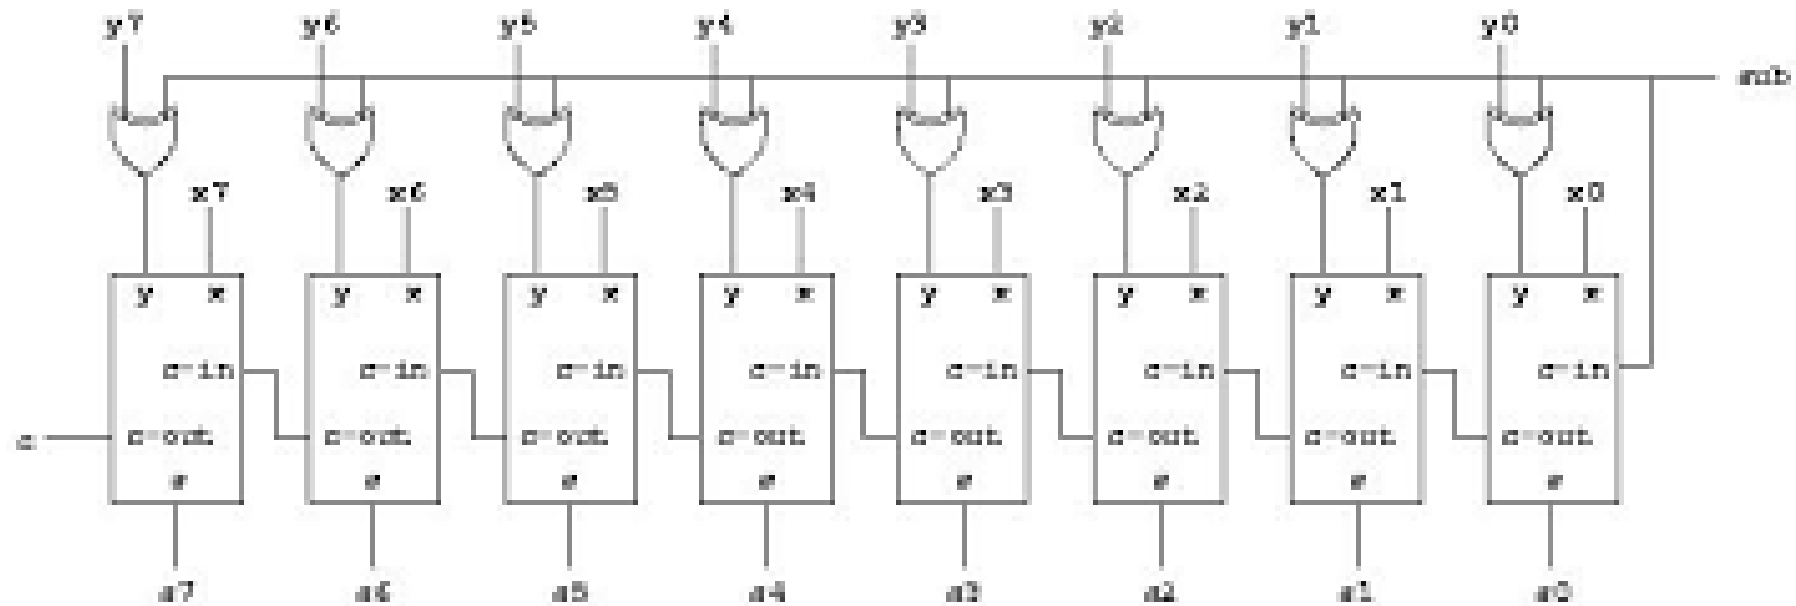 y7 y6 y5 y4 y3 y2 y1 y0
sub
x7 x6 x5 x4 x3 x2 x1 x0
y x y x y x y x y x y x y x y x
c-in c-in c-in c-in c-in c-in c-in c-in
c c-out c-out c-out c-out c-out c-out c-out c-out
s s s s s s s s
s7 s6 s5 s4 s3 s2 s1 s0